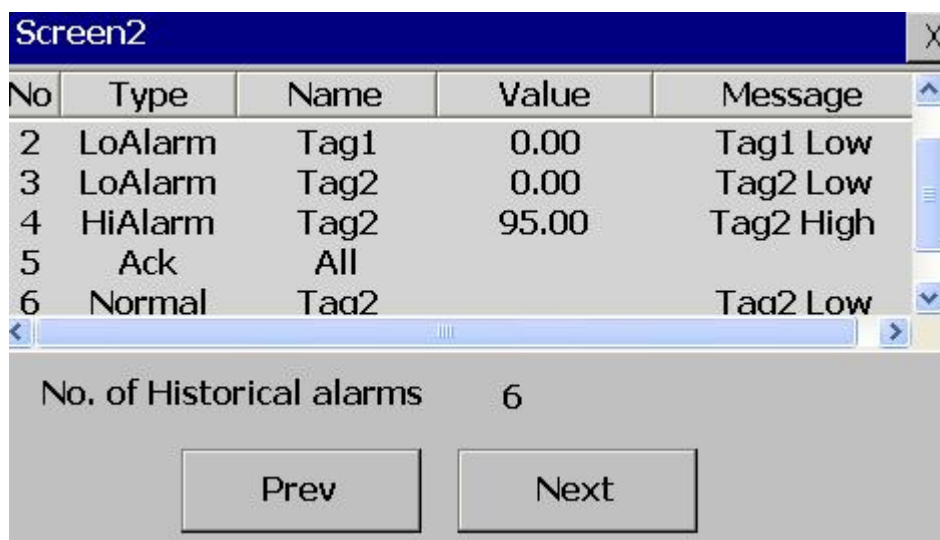 Screen2 X
No Type Name Value Message
2 LoAlarm Tag1 0.00 Tag1 Low
3 LoAlarm Tag2 0.00 Tag2 Low
4 HiAlarm Tag2 95.00 Tag2 High
5 Ack All
6 Normal Tag2 Tag2 Low
No. of Historical alarms 6
Prev Next